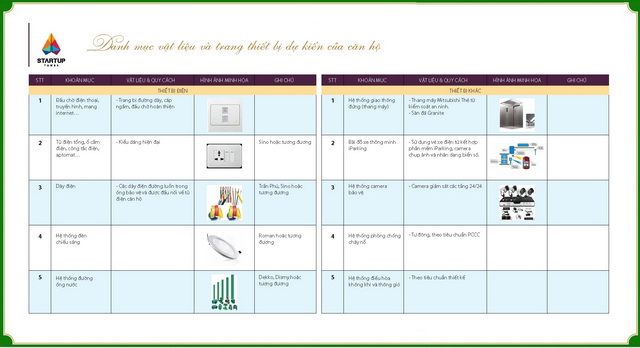 STARTUP
TOWER
Danh mục vật liệu và trang thiết bị dự kiến của căn hộ
STT KHOẢN MỤC VẬT LIỆU & QUY CÁCH HÌNH ẢNH MINH HOA GHI CHÚ
THIẾT BỊ ĐIỆN
1 Đầu chờ điện thoại, truyền hình, mạng internet… - Trang bị đường dây, cáp ngầm, đầu chờ hoàn thiện
2 Tủ điện tổng, ổ cắm điện, công tắc điện, aptomat… - Kiểu dáng hiện đại Sino hoặc tương đương
3 Dây điện - Các dây điện đường luồn trong ống bảo vệ và được đấu nối về tủ điện căn hộ Trần Phú, Sino hoặc tương đương
4 Hệ thống đèn chiếu sáng Roman hoặc tương đương
5 Hệ thống đường ống nước Dekko, Dismy hoặc tương đương
STT KHOẢN MỤC VẬT LIỆU & QUY CÁCH HÌNH ẢNH MINH HOA GHI CHÚ
THIẾT BỊ KHÁC
1 Hệ thống giao thông đứng (thang máy) - Thang máy Mitsubishi Thẻ từ kiểm soát an ninh.
- Sàn đá Granite
2 Bãi đỗ xe thông minh iParking - Sử dụng vé xe điện tử kết hợp phần mềm iParking, camera chụp ảnh và nhận dạng biển số.
3 Hệ thống camera bảo vệ - Camera giám sát các tầng 24/24
4 Hệ thống phòng chống cháy nổ - Tự động, theo tiêu chuẩn PCCC
5 Hệ thống điều hòa không khí và thông gió - Theo tiêu chuẩn thiết kế